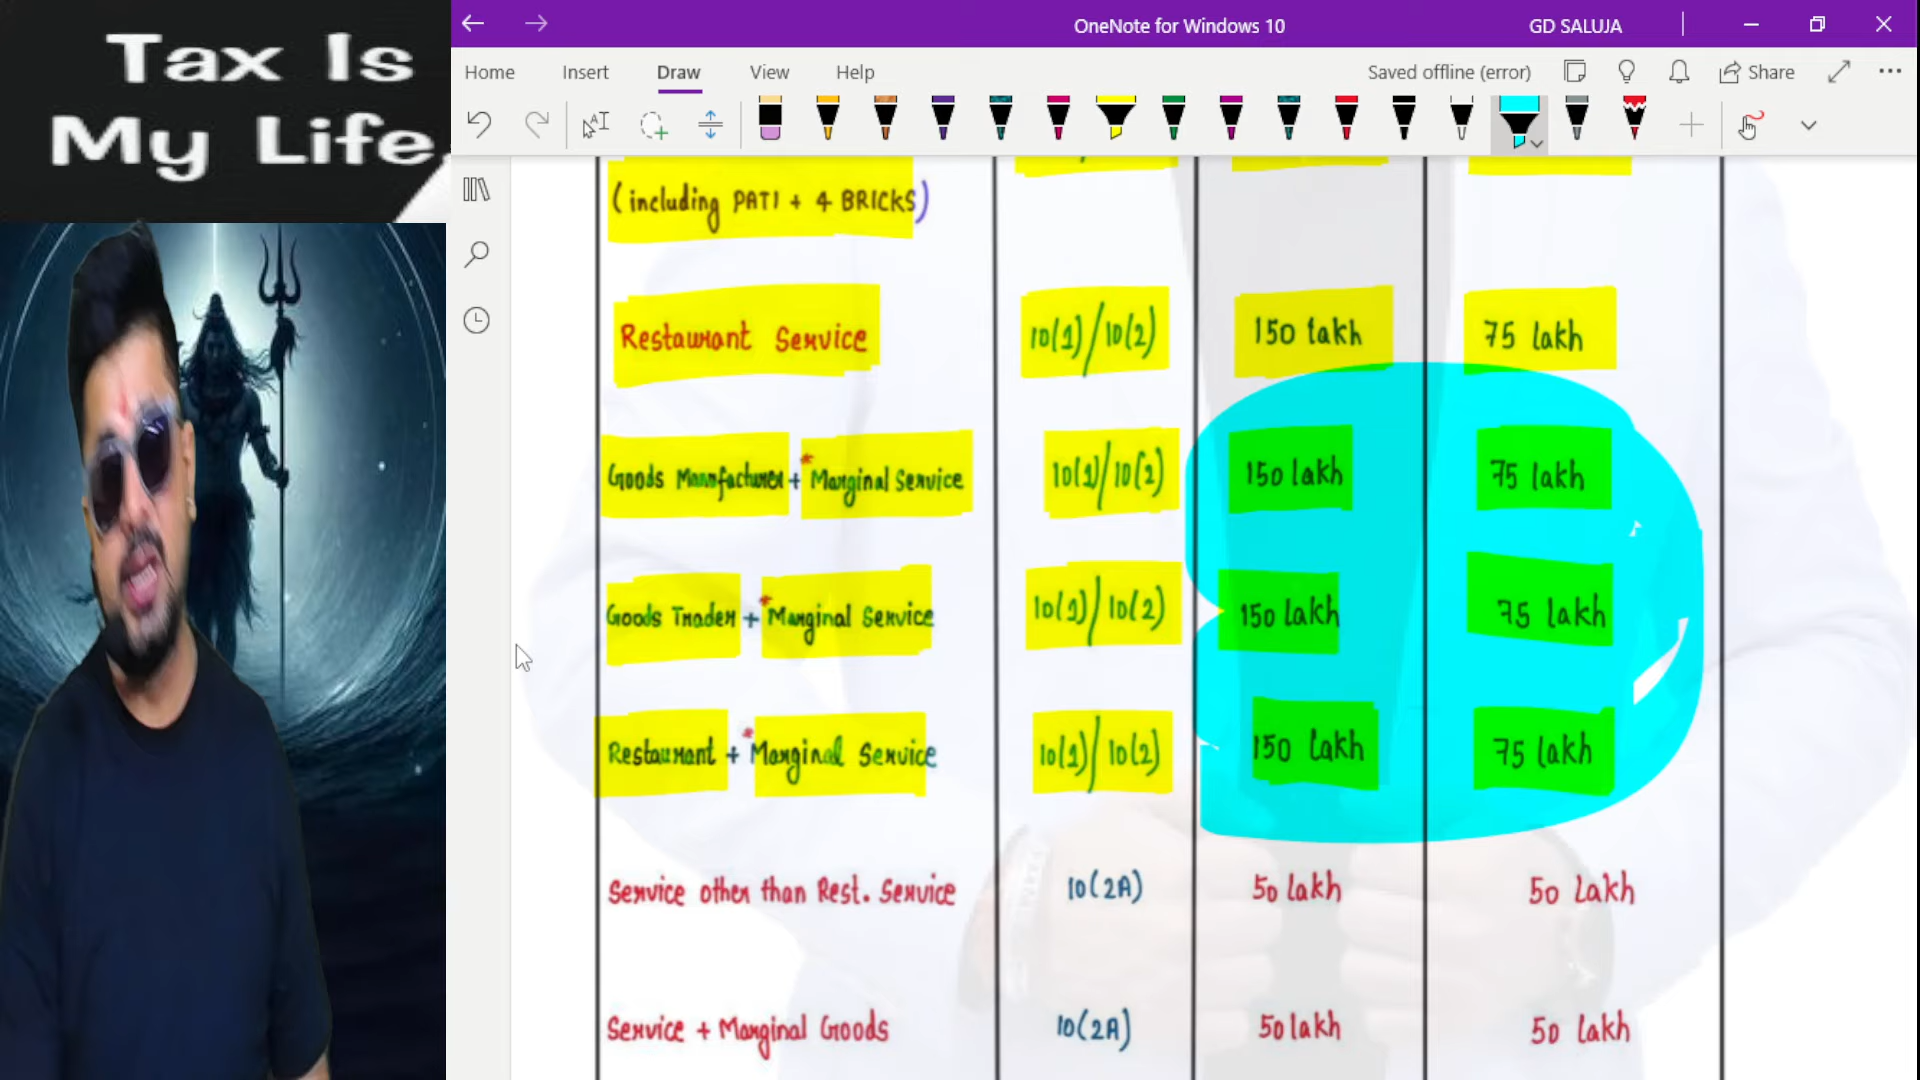 Tax Is
My Life.
OneNote for Windows 10
GD SALUJA
Home Insert Draw View Help
Saved offline (error)
Share
(including PATI + 4 BRICKS)
Restaurant Service 10(1)/10(2) 150 lakh 75 lakh
Goods Manufacturer + *Marginal Service 10(1)/10(2) 150 lakh 75 lakh
Goods Trader + *Marginal Service 10(1)/10(2) 150 lakh 75 lakh
Restaurant + *Marginal Service 10(1)/10(2) 150 lakh 75 lakh
Service other than Rest. Service 10(2A) 50 lakh 50 lakh
Service + Marginal Goods 10(2A) 50 lakh 50 lakh